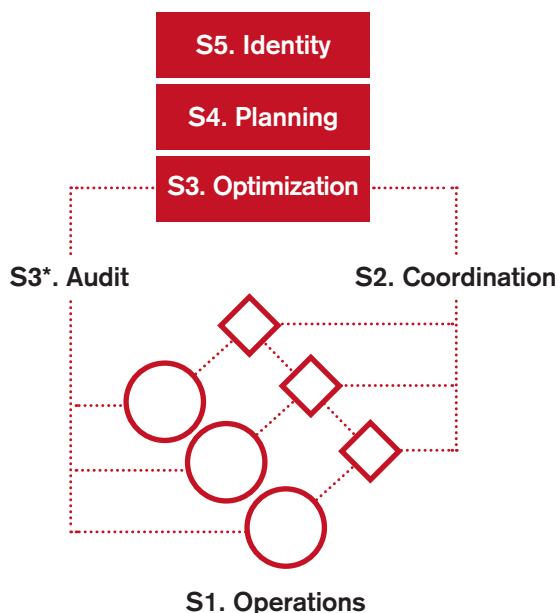 S5. Identity
S4. Planning
S3. Optimization
S3*. Audit
S2. Coordination
S1. Operations